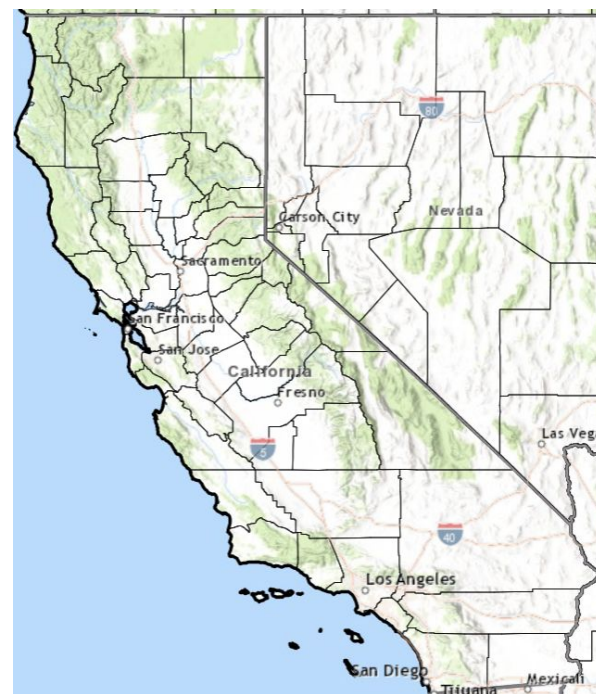 80
Carson City
Nevada
Sacramento
San Francisco
San Jose
California
Fresno
Las Vega
5
40
Los Angeles
San Diego
Tijuana
Mexicali